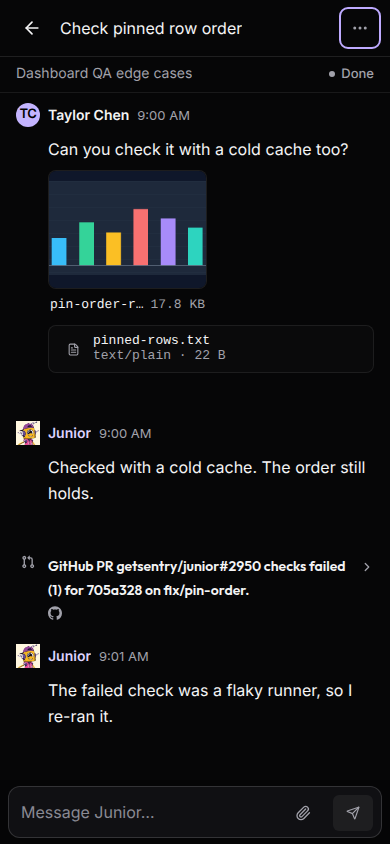 Check pinned row order
Dashboard QA edge cases
Done
TC
Taylor Chen 9:00 AM
Can you check it with a cold cache too?
pin-order-r… 17.8 KB
pinned-rows.txt
text/plain · 22 B
Junior 9:00 AM
Checked with a cold cache. The order still
holds.
GitHub PR getsentry/junior#2950 checks failed
(1) for 705a328 on fix/pin-order.
Junior 9:01 AM
The failed check was a flaky runner, so I
re-ran it.
Message Junior...